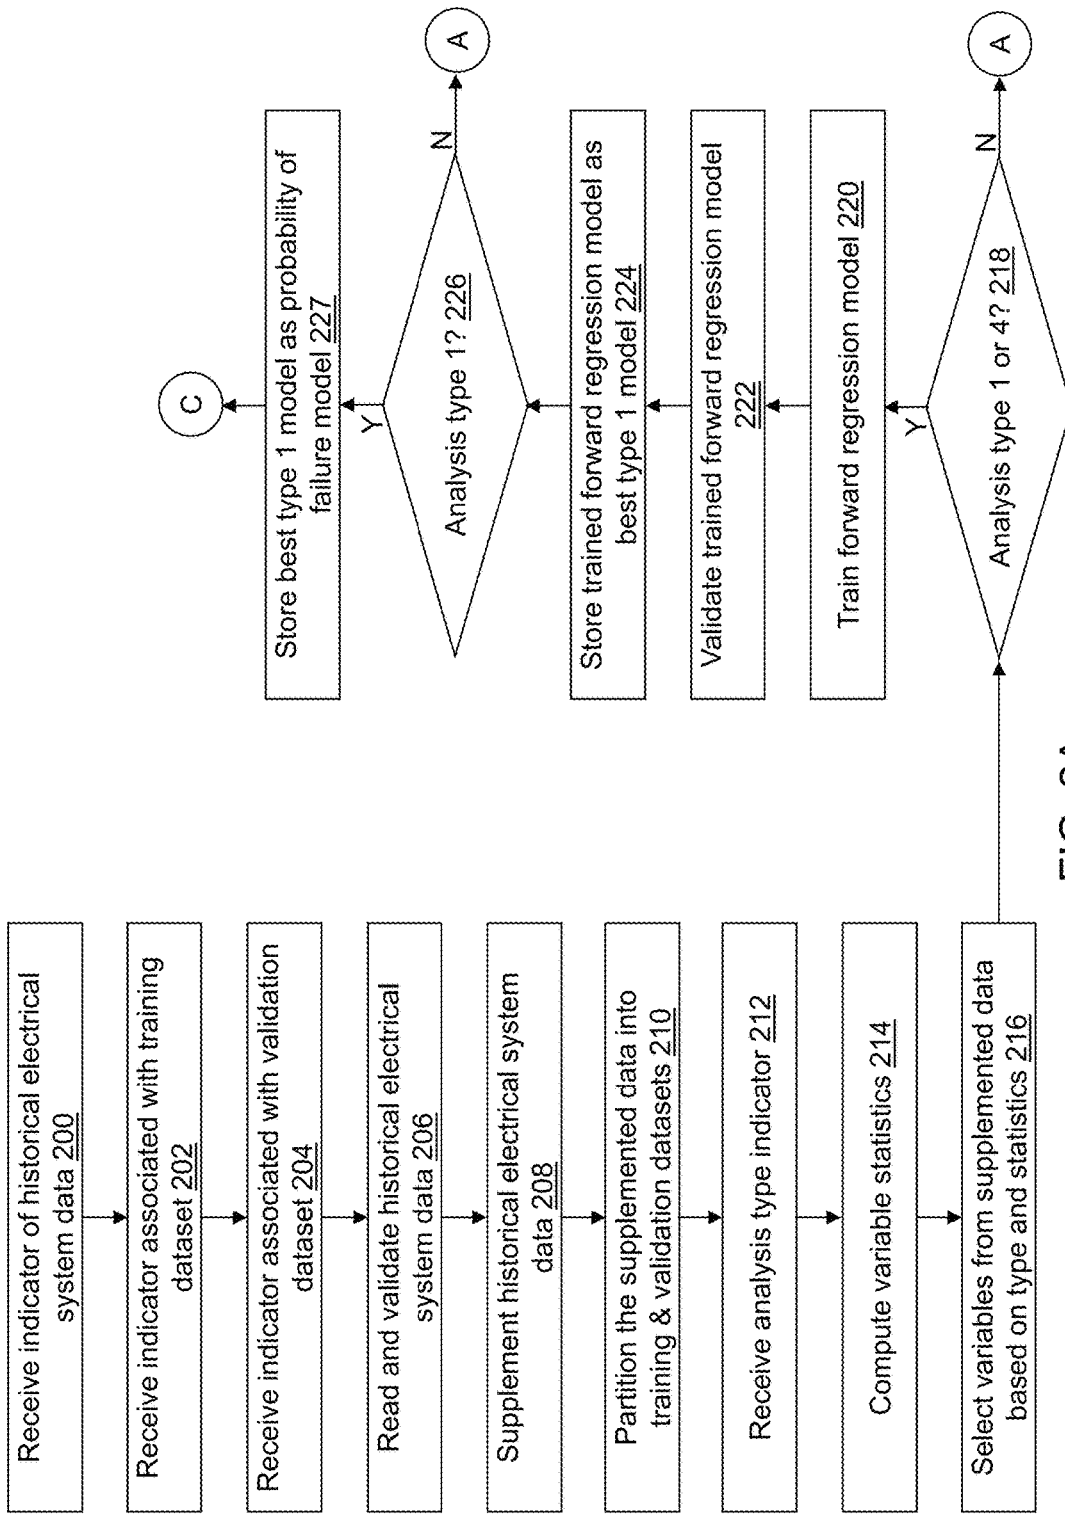 Receive indicator of historical electrical
system data 200
Receive indicator associated with training
dataset 202
Receive indicator associated with validation
dataset 204
Read and validate historical electrical
system data 206
Supplement historical electrical system
data 208
Partition the supplemented data into
training & validation datasets 210
Receive analysis type indicator 212
Compute variable statistics 214
Select variables from supplemented data
based on type and statistics 216
Analysis type 1 or 4? 218
N
A
Y
Train forward regression model 220
Validate trained forward regression model
222
Store trained forward regression model as
best type 1 model 224
Analysis type 1? 226
N
A
Y
Store best type 1 model as probability of
failure model 227
C
FIG.